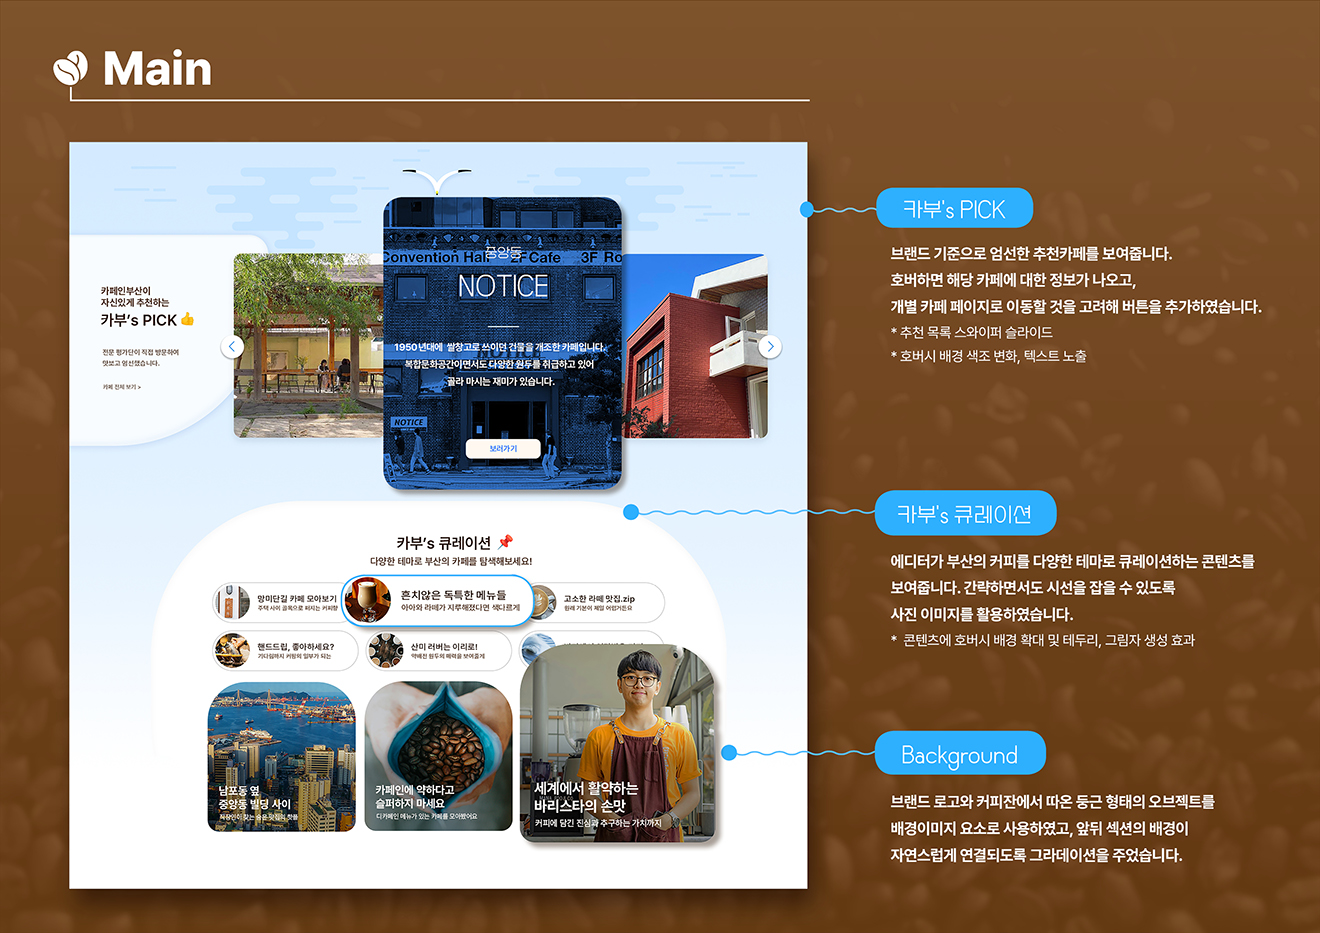 Main
카페인부산이
자신있게 추천하는
카부's PICK 👍
전문 평가단이 직접 방문하여
맛보고 엄선했습니다.
카페 전체 보기 >
Convention Hall 2F Cafe 3F Ro
중앙동
NOTICE
1950년대에 쌀창고로 쓰이던 건물을 개조한 카페입니다.
복합문화공간이면서도 다양한 원두를 취급하고 있어
골라 마시는 재미가 있습니다.
NOTICE
보러가기
카부's 큐레이션 📌
다양한 테마로 부산의 카페를 탐색해보세요!
망미단길 카페 모아보기
주택 사이 골목으로 퍼지는 커피향
흔치않은 독특한 메뉴들
아아와 라떼가 지루해졌다면 색다르게
고소한 라떼 맛집.zip
원래 기본이 제일 어렵거든요
핸드드립, 좋아하세요?
기다림까지 커핑의 일부가 되는
산미 러버는 이리로!
약배전 원두의 매력을 보여줄게
남포동 옆
중앙동 빌딩 사이
직장인이 찾는 숨은 맛집의 핫플
카페인에 약하다고
슬퍼하지 마세요
디카페인 메뉴가 있는 카페를 모아봤어요
세계에서 활약하는
바리스타의 손맛
커피에 담긴 진심과 추구하는 가치까지
카부's PICK
브랜드 기준으로 엄선한 추천카페를 보여줍니다.
호버하면 해당 카페에 대한 정보가 나오고,
개별 카페 페이지로 이동할 것을 고려해 버튼을 추가하였습니다.
* 추천 목록 스와이퍼 슬라이드
* 호버시 배경 색조 변화, 텍스트 노출
카부's 큐레이션
에디터가 부산의 커피를 다양한 테마로 큐레이션하는 콘텐츠를
보여줍니다. 간략하면서도 시선을 잡을 수 있도록
사진 이미지를 활용하였습니다.
* 콘텐츠에 호버시 배경 확대 및 테두리, 그림자 생성 효과
Background
브랜드 로고와 커피잔에서 따온 둥근 형태의 오브젝트를
배경이미지 요소로 사용하였고, 앞뒤 섹션의 배경이
자연스럽게 연결되도록 그라데이션을 주었습니다.